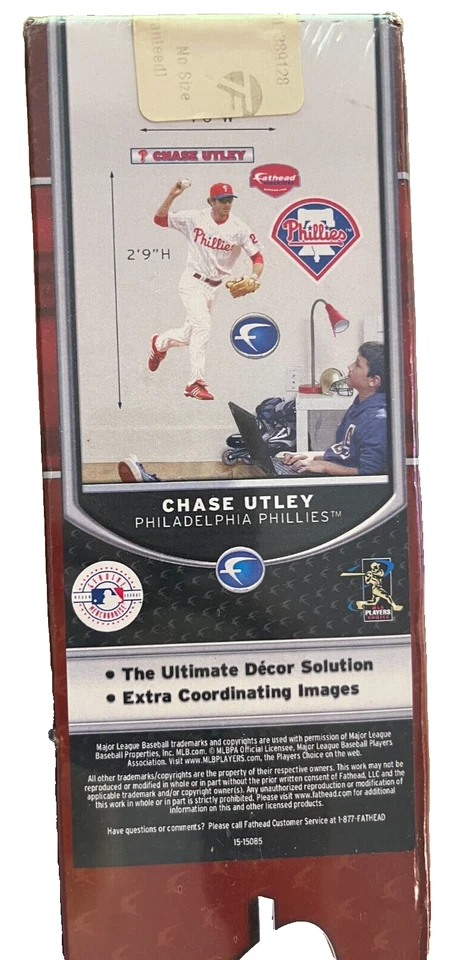 anteed!
No Size
389128
CHASE UTLEY
Fathead
Phillies
2'9"H
Phillies
2
CHASE UTLEY
PHILADELPHIA PHILLIES™
GENUINE
MERCHANDISE
MLB
PLAYERS
CHOICE
• The Ultimate Décor Solution
• Extra Coordinating Images
Major League Baseball trademarks and copyrights are used with permission of Major League
Baseball Properties, Inc. MLB.com. © MLBPA Official Licensee, Major League Baseball Players
Association. Visit www.MLBPLAYERS.com, the Players Choice on the web.
All other trademarks/copyrights are the property of their respective owners. This work may not be
reproduced or modified in whole or in part without the prior written consent of Fathead, LLC and the
applicable trademark and/or copyright owner(s). Any unauthorized reproduction or modification of
this work in whole or in part is strictly prohibited. Please visit www.fathead.com for additional
information on this and other licensed products.
Have questions or comments? Please call Fathead Customer Service at 1-877-FATHEAD
15-15085